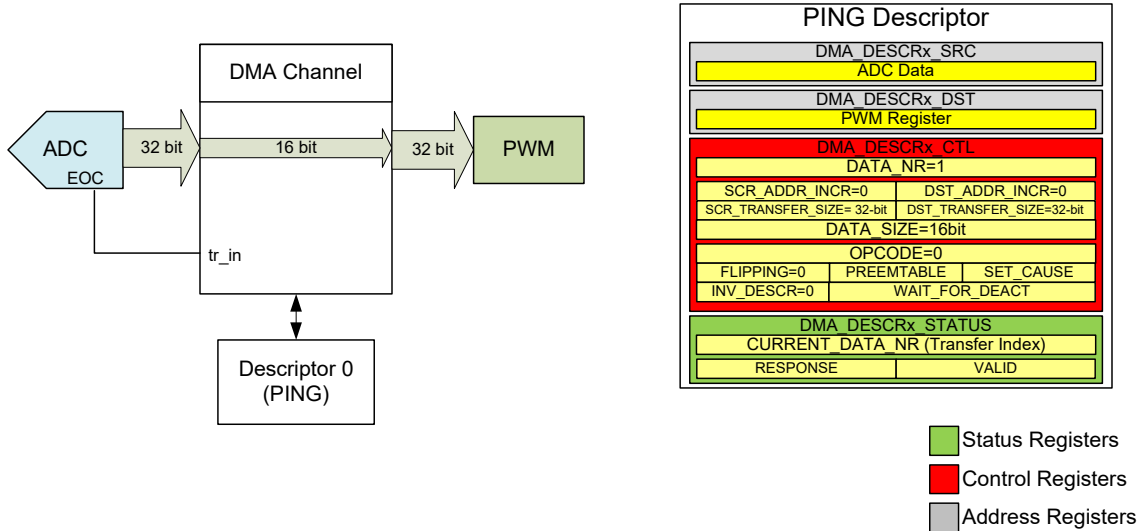 DMA Channel
ADC
EOC
32 bit
16 bit
32 bit
PWM
tr_in
Descriptor 0
(PING)
PING Descriptor
DMA_DESCRx_SRC
ADC Data
DMA_DESCRx_DST
PWM Register
DMA_DESCRx_CTL
DATA_NR=1
SCR_ADDR_INCR=0
DST_ADDR_INCR=0
SCR_TRANSFER_SIZE= 32-bit
DST_TRANSFER_SIZE=32-bit
DATA_SIZE=16bit
OPCODE=0
FLIPPING=0
PREEMTABLE
SET_CAUSE
INV_DESCR=0
WAIT_FOR_DEACT
DMA_DESCRx_STATUS
CURRENT_DATA_NR (Transfer Index)
RESPONSE
VALID
Status Registers
Control Registers
Address Registers